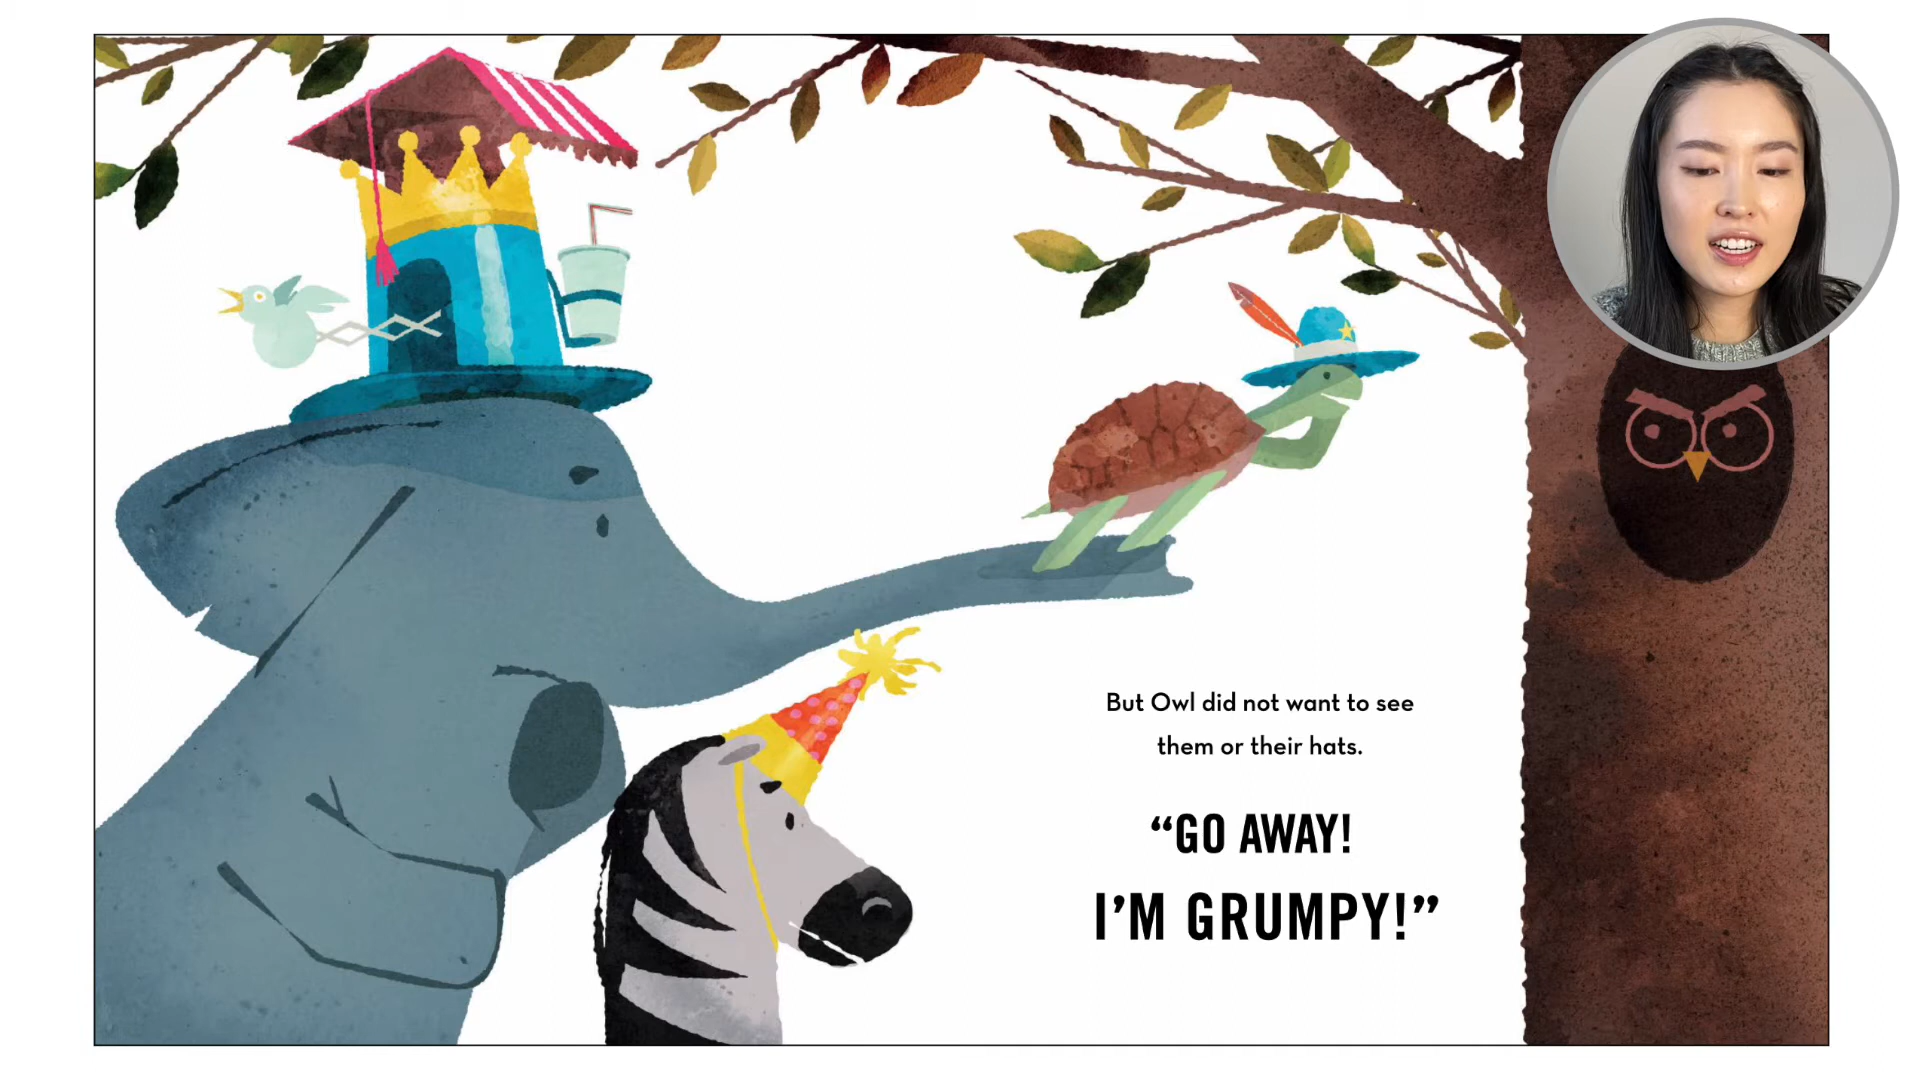 But Owl did not want to see
them or their hats.
“GO AWAY!
I’M GRUMPY!”